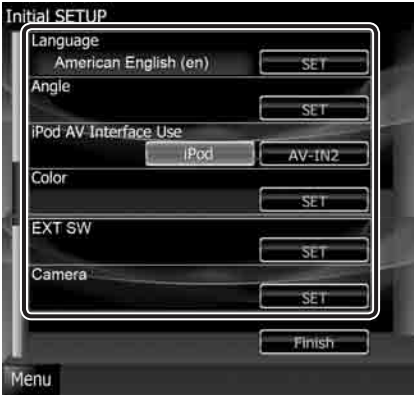 Initial SETUP
Language
American English (en) SET
Angle
SET
iPod AV Interface Use
iPod AV-IN2
Color
SET
EXT SW
SET
Camera
SET
Finish
Menu